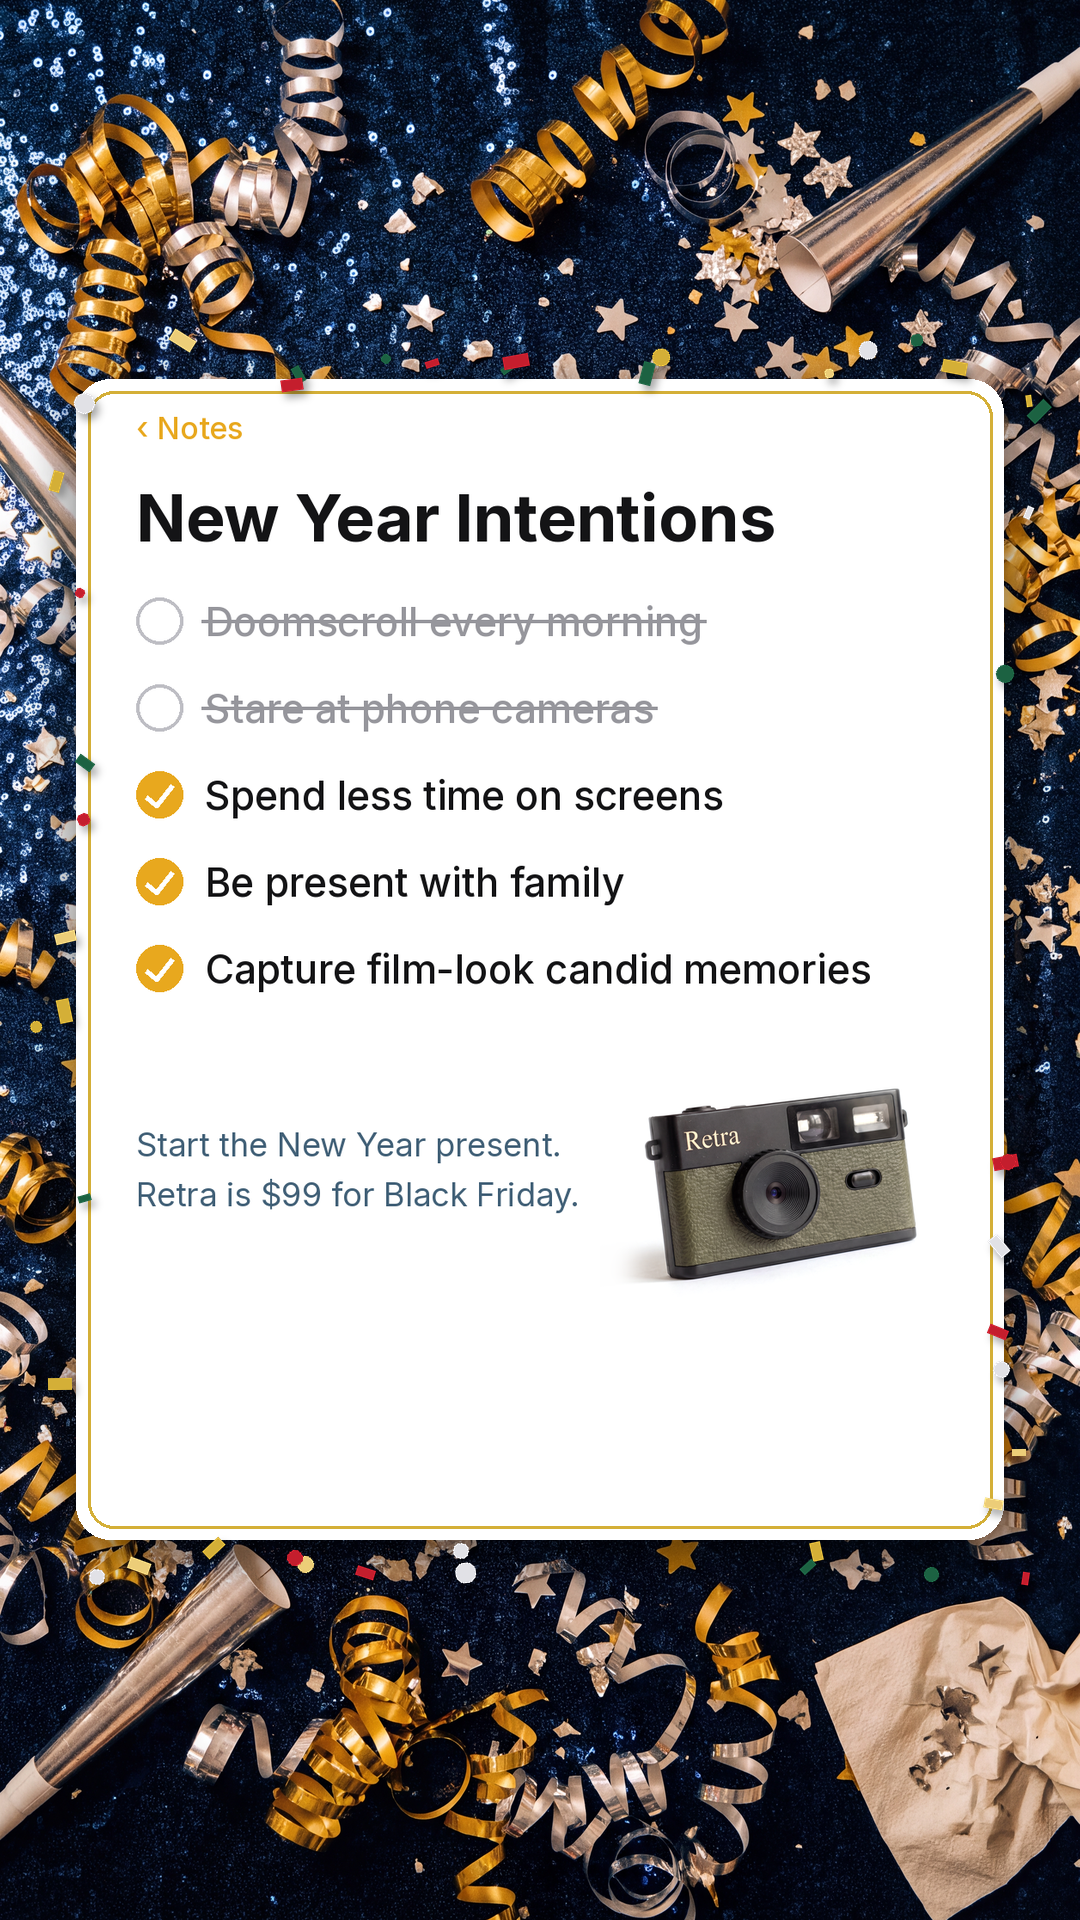 ‹ Notes
New Year Intentions
Doomscroll every morning
Stare at phone cameras
Spend less time on screens
Be present with family
Capture film-look candid memories
Start the New Year present.
Retra is $99 for Black Friday.
Retra